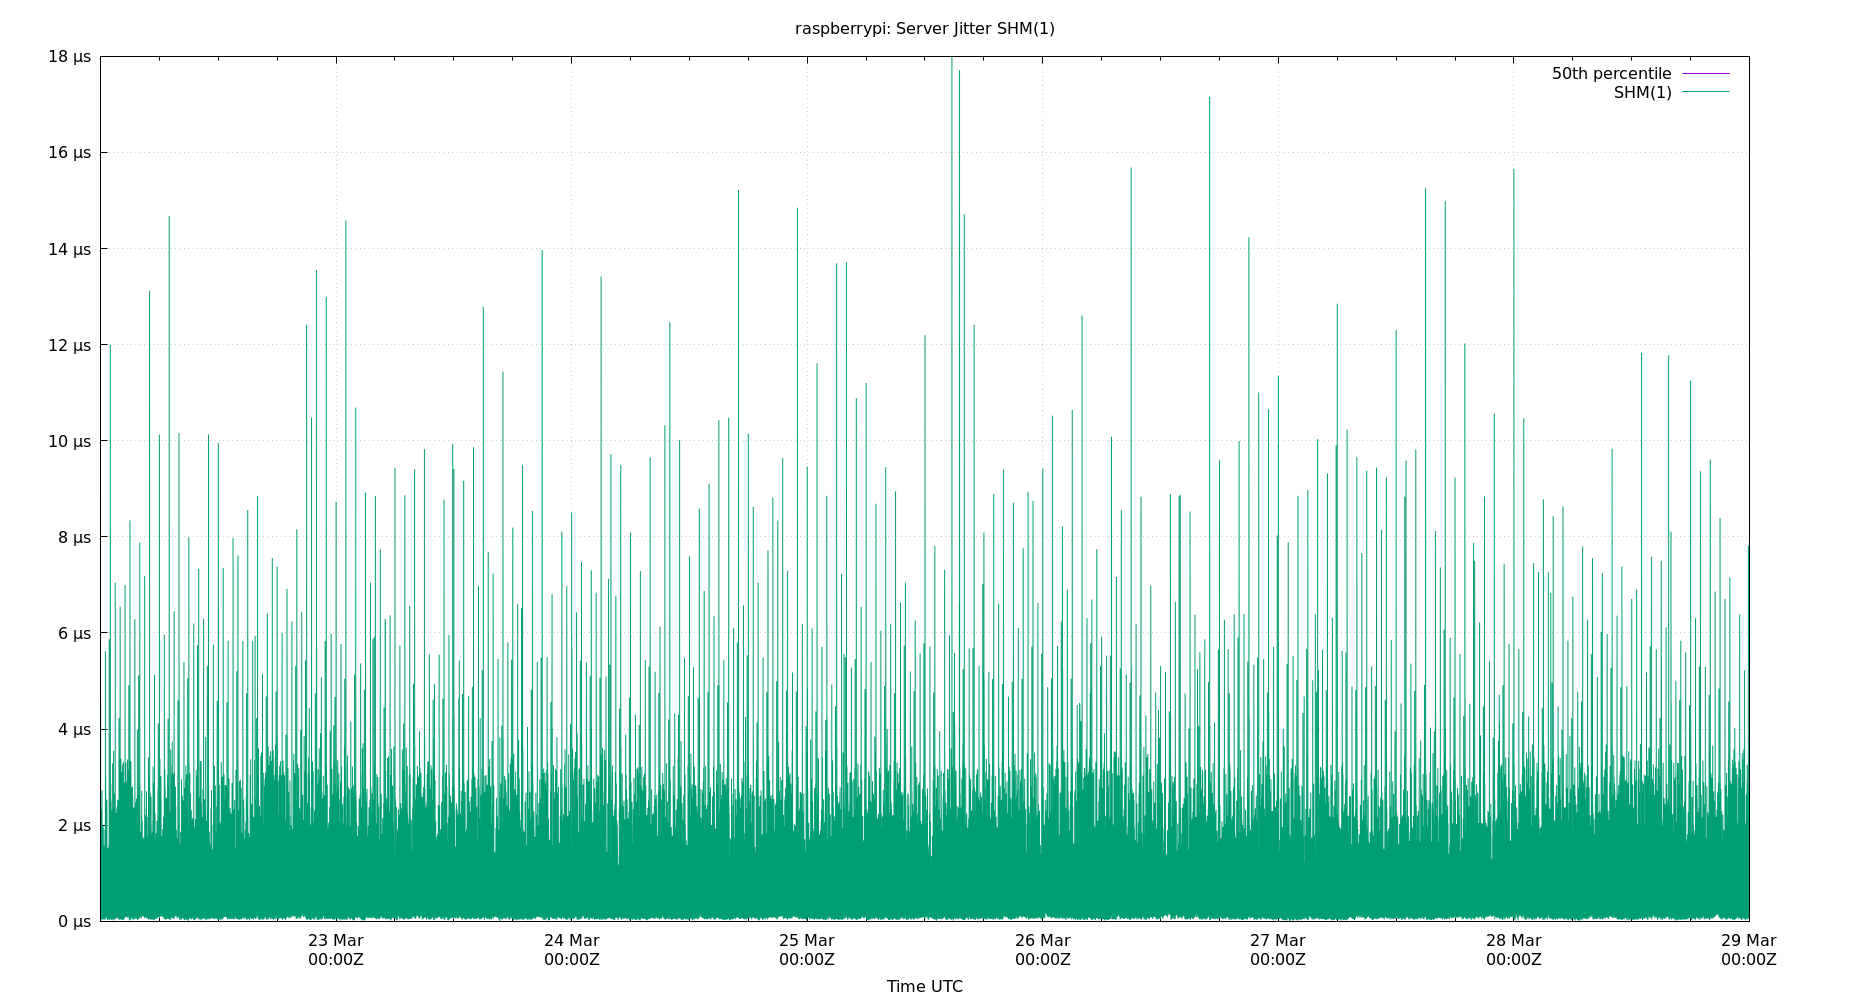 raspberrypi: Server Jitter SHM(1)
18 µs
16 µs
14 µs
12 µs
10 µs
8 µs
6 µs
4 µs
2 µs
0 µs
50th percentile
SHM(1)
23 Mar
00:00Z
24 Mar
00:00Z
25 Mar
00:00Z
26 Mar
00:00Z
27 Mar
00:00Z
28 Mar
00:00Z
29 Mar
00:00Z
Time UTC